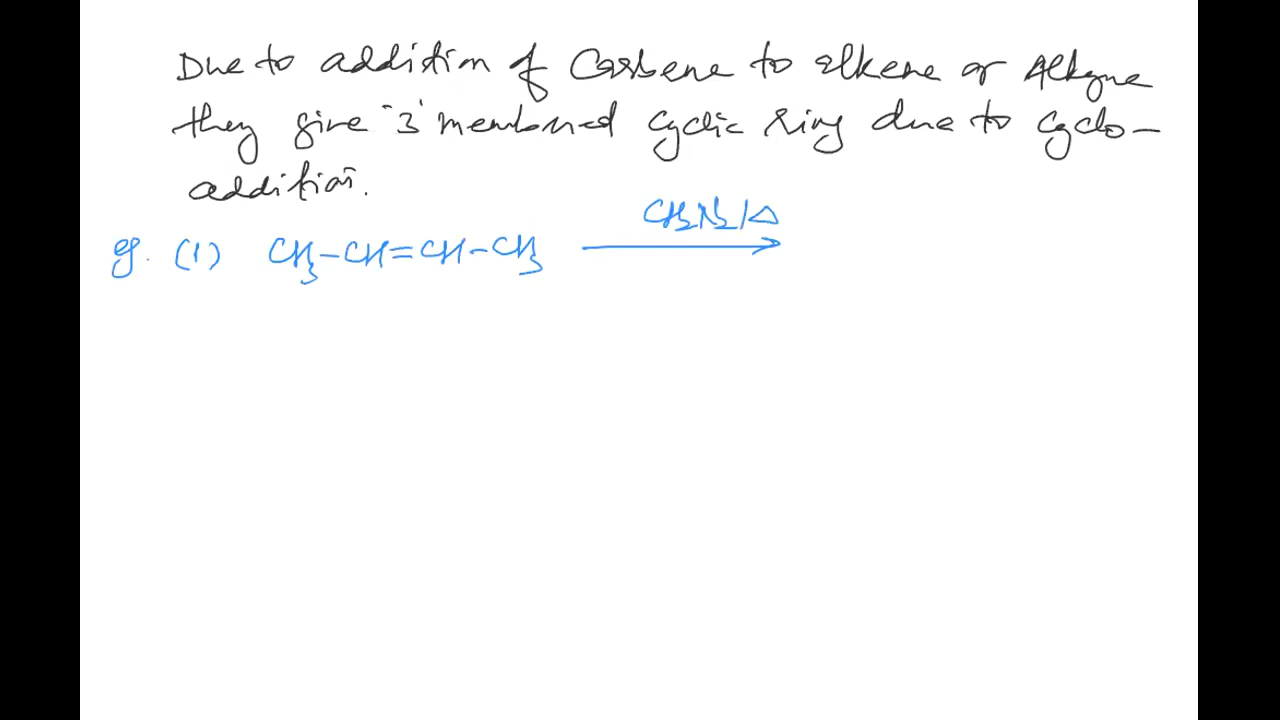 Due to addition of Carbene to alkene or Alkyne
they give "3" membered cyclic ring due to cyclo-
addition.
CH₂N₂/Δ
eg. (1) CH₃-CH=CH-CH₃ ⟶